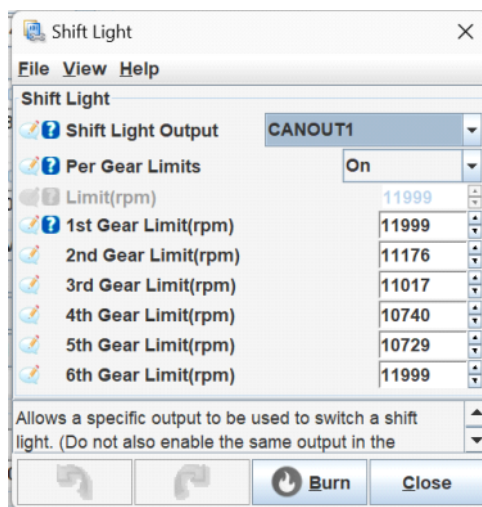 Shift Light
File View Help
Shift Light
Shift Light Output CANOUT1
Per Gear Limits On
Limit(rpm) 11999
1st Gear Limit(rpm) 11999
2nd Gear Limit(rpm) 11176
3rd Gear Limit(rpm) 11017
4th Gear Limit(rpm) 10740
5th Gear Limit(rpm) 10729
6th Gear Limit(rpm) 11999
Allows a specific output to be used to switch a shift
light. (Do not also enable the same output in the
Burn Close